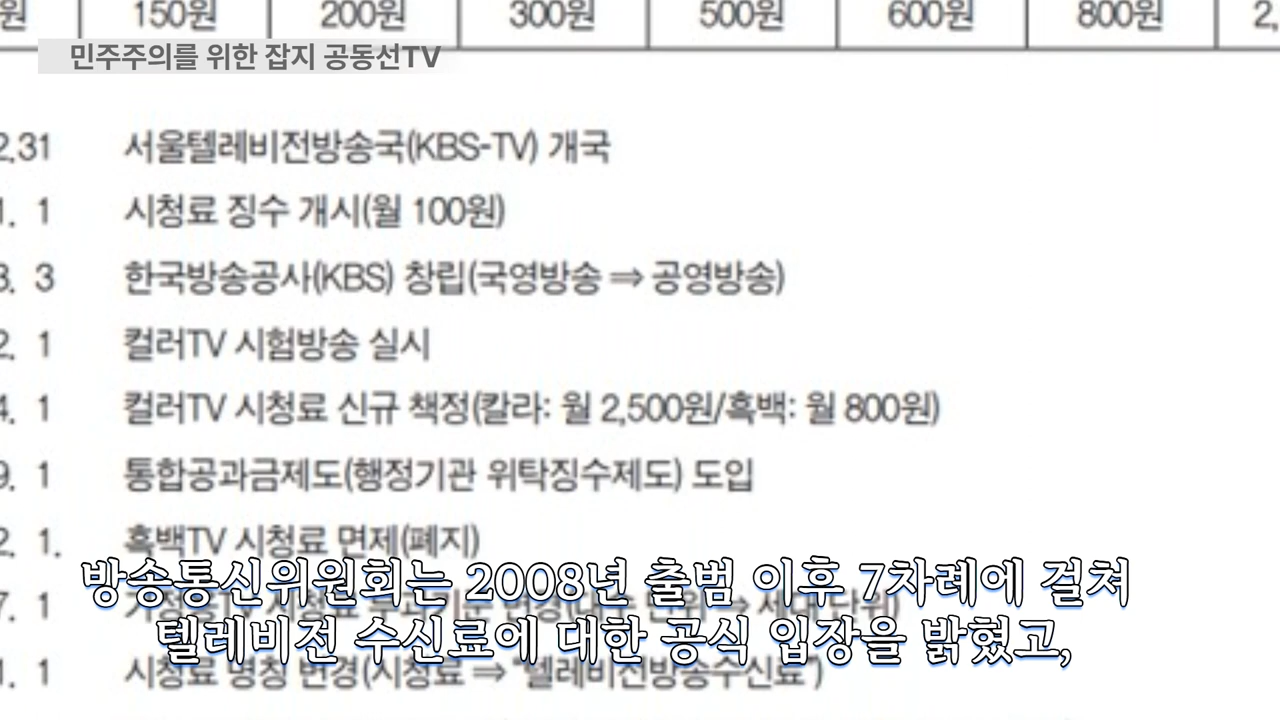 원 150원 200원 300원 500원 600원 800원 2,
민주주의를 위한 잡지 공동선TV
2.31 서울텔레비전방송국(KBS-TV) 개국
1. 1 시청료 징수 개시(월 100원)
3. 3 한국방송공사(KBS) 창립(국영방송 ⇒ 공영방송)
2. 1 컬러TV 시험방송 실시
4. 1 컬러TV 시청료 신규 책정(칼라: 월 2,500원/흑백: 월 800원)
9. 1 통합공과금제도(행정기관 위탁징수제도) 도입
2. 1. 흑백TV 시청료 면제(폐지)
방송통신위원회는 2008년 출범 이후 7차례에 걸쳐
7. 1 변경
텔레비전 수신료에 대한 공식 입장을 밝혔고,
1. 1 시청료 명칭 변경(시청료 ⇒ "텔레비전방송수신료")